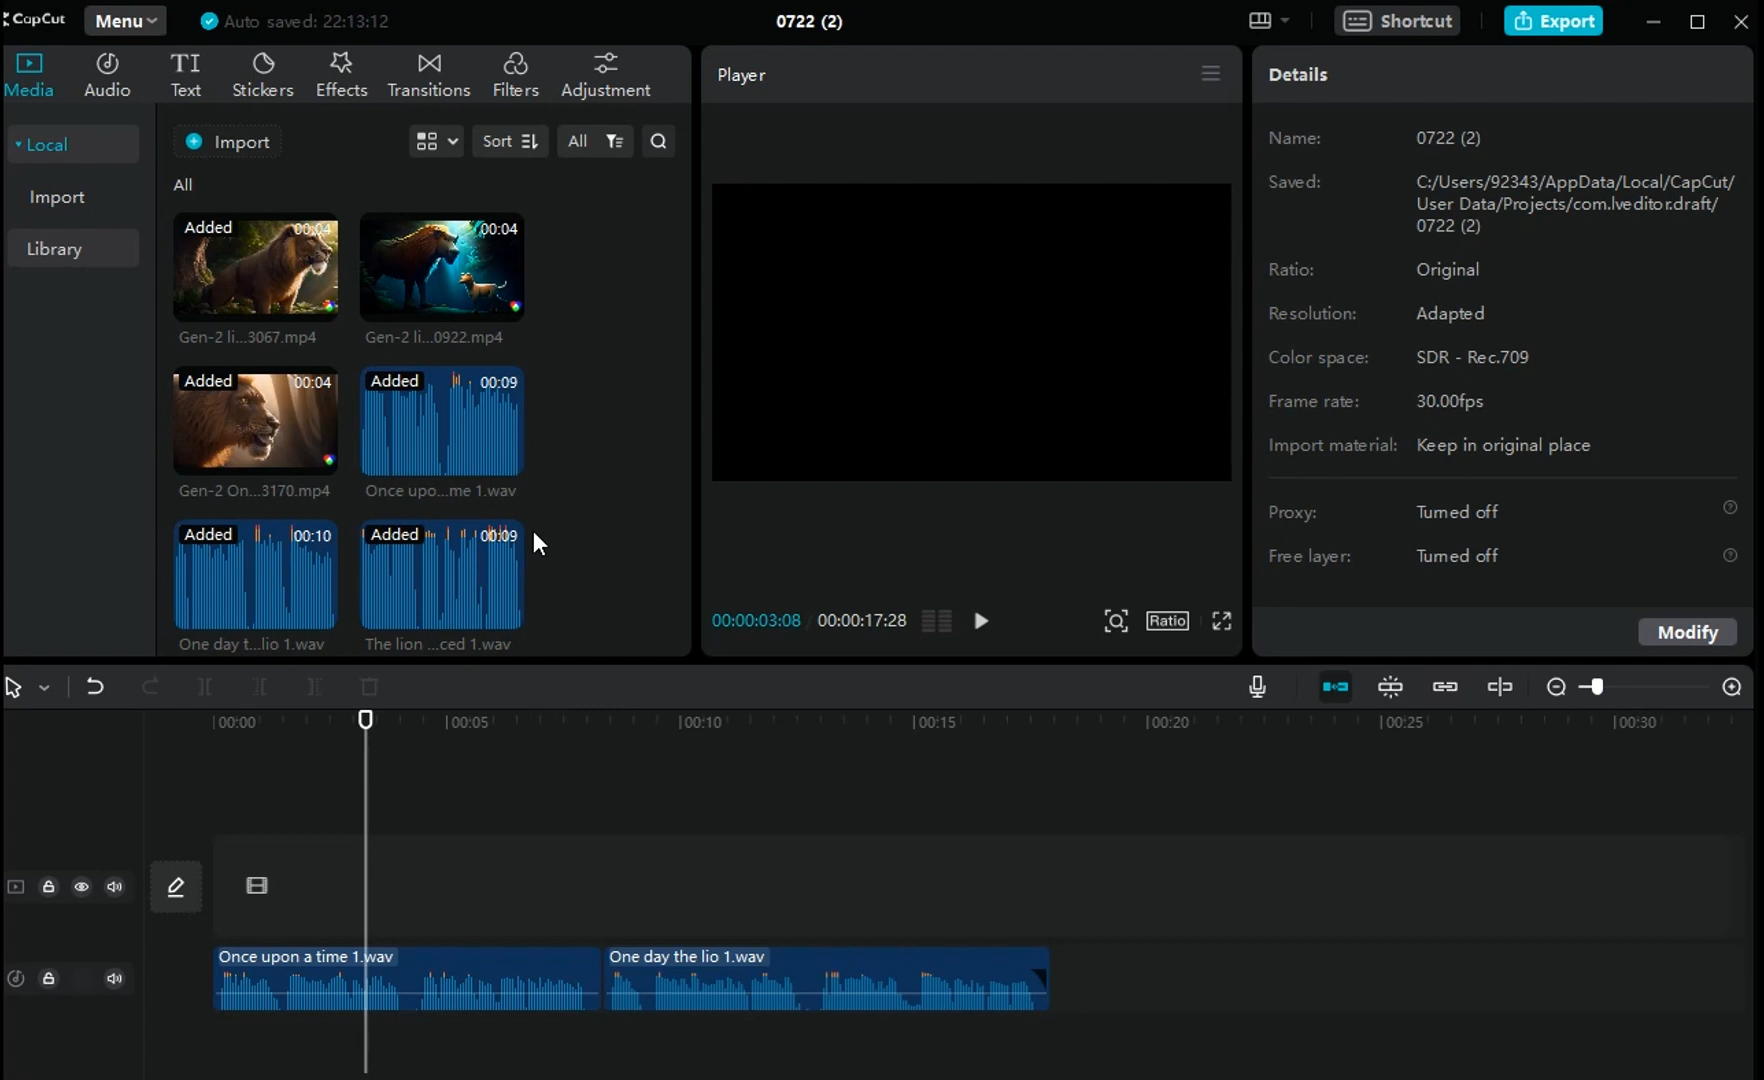 CapCut
Menu
Auto saved: 22:13:12
0722 (2)
Shortcut
Export
Media
Audio
TI
Text
Stickers
Effects
Transitions
Filters
Adjustment
Local
Import
Library
Import
Sort
All
All
Added
00:04
Gen-2 li...3067.mp4
00:04
Gen-2 li...0922.mp4
Added
00:04
Gen-2 On...3170.mp4
Added
00:09
Once upo...me 1.wav
Added
00:10
One day t...lio 1.wav
Added
00:09
The lion ...ced 1.wav
Player
00:00:03:08
00:00:17:28
Ratio
Details
Name: 0722 (2)
Saved: C:/Users/92343/AppData/Local/CapCut/
User Data/Projects/com.lveditor.draft/
0722 (2)
Ratio: Original
Resolution: Adapted
Color space: SDR - Rec.709
Frame rate: 30.00fps
Import material: Keep in original place
Proxy: Turned off
Free layer: Turned off
Modify
00:00
00:05
00:10
00:15
00:20
00:25
00:30
Once upon a time 1.wav
One day the lio 1.wav